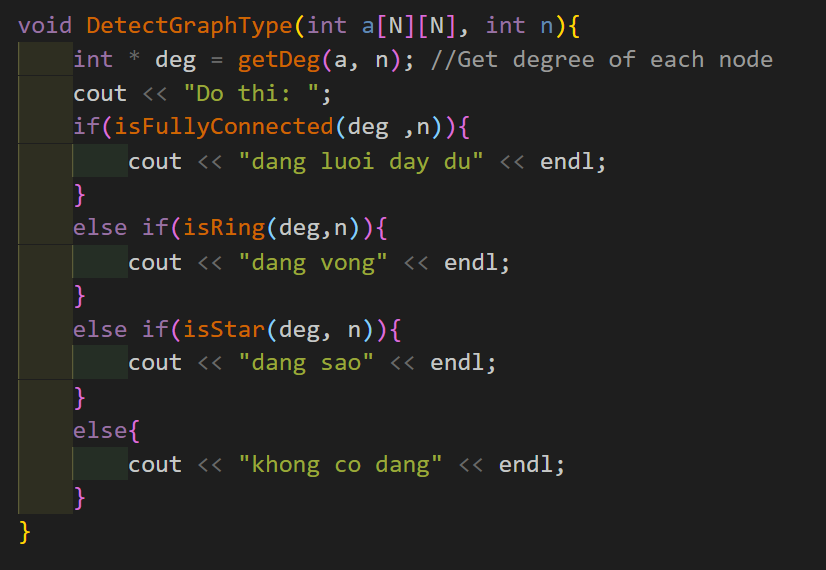 void DetectGraphType(int a[N][N], int n){
int * deg = getDeg(a, n); //Get degree of each node
cout << "Do thi: ";
if(isFullyConnected(deg ,n)){
cout << "dang luoi day du" << endl;
}
else if(isRing(deg,n)){
cout << "dang vong" << endl;
}
else if(isStar(deg, n)){
cout << "dang sao" << endl;
}
else{
cout << "khong co dang" << endl;
}
}